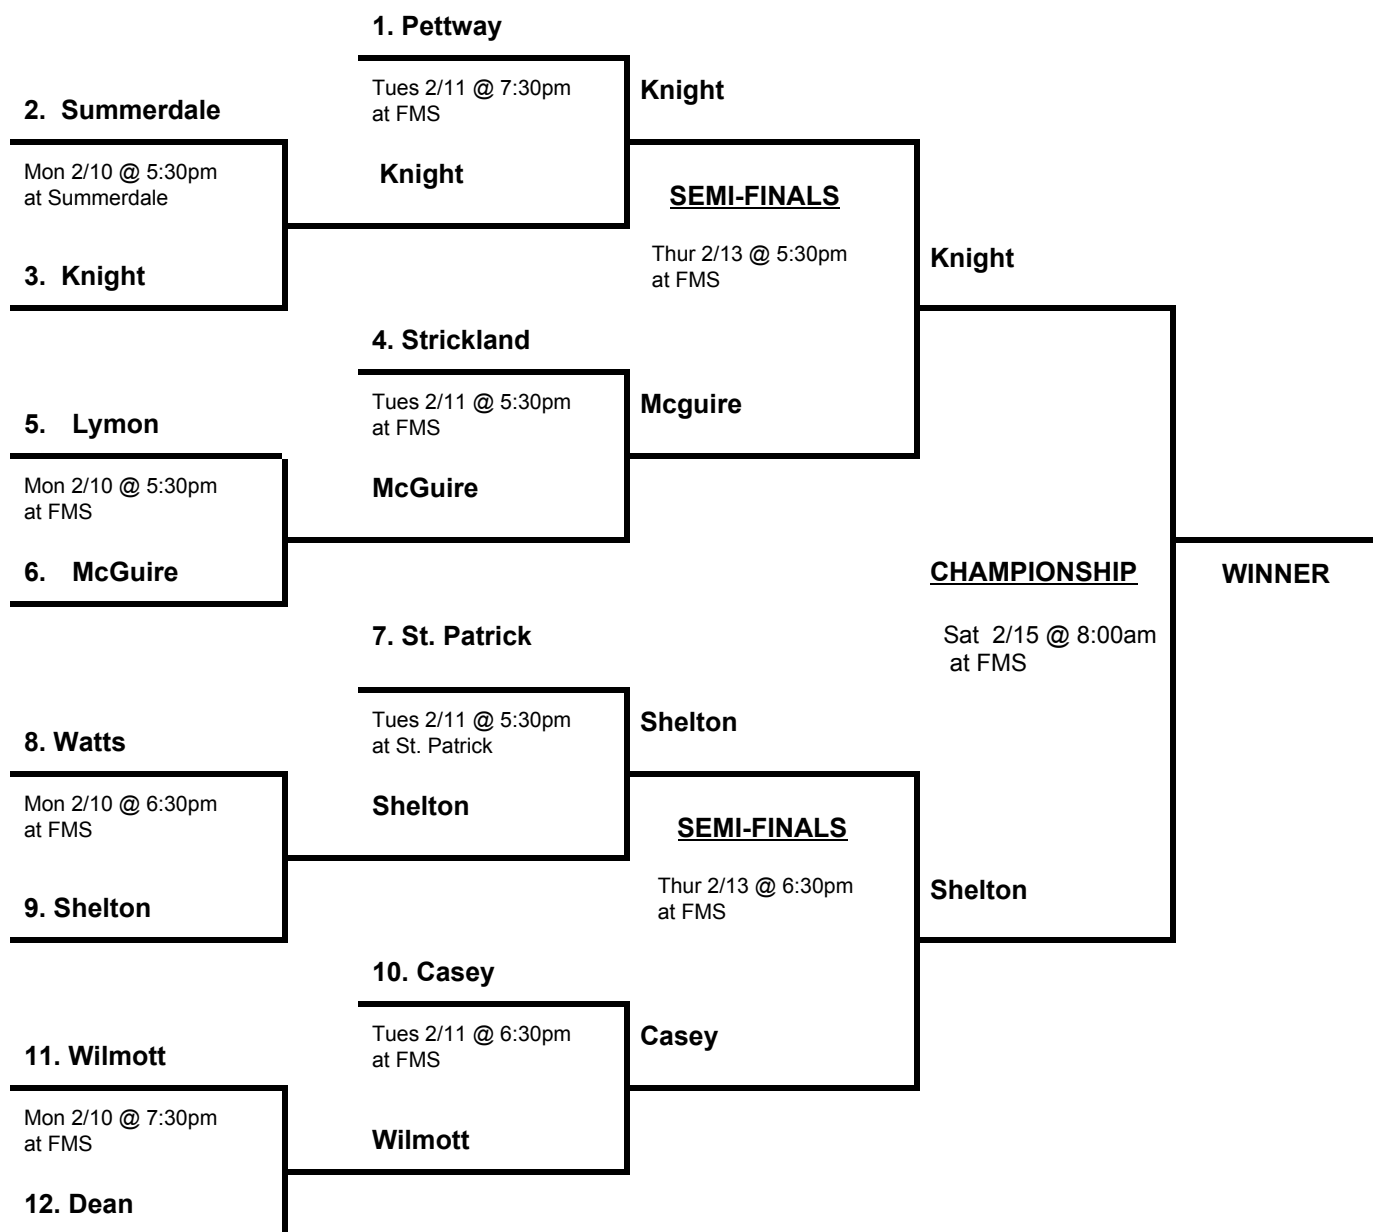 1. Pettway
Tues 2/11 @ 7:30pm
at FMS
Knight
2. Summerdale
Mon 2/10 @ 5:30pm
at Summerdale
Knight
SEMI-FINALS
Thur 2/13 @ 5:30pm
at FMS
Knight
3. Knight
4. Strickland
Tues 2/11 @ 5:30pm
at FMS
Mcguire
5. Lymon
Mon 2/10 @ 5:30pm
at FMS
McGuire
6. McGuire
CHAMPIONSHIP
WINNER
Sat 2/15 @ 8:00am
at FMS
7. St. Patrick
Tues 2/11 @ 5:30pm
at St. Patrick
Shelton
8. Watts
Mon 2/10 @ 6:30pm
at FMS
Shelton
SEMI-FINALS
Thur 2/13 @ 6:30pm
at FMS
Shelton
9. Shelton
10. Casey
Tues 2/11 @ 6:30pm
at FMS
Casey
11. Wilmott
Mon 2/10 @ 7:30pm
at FMS
Wilmott
12. Dean